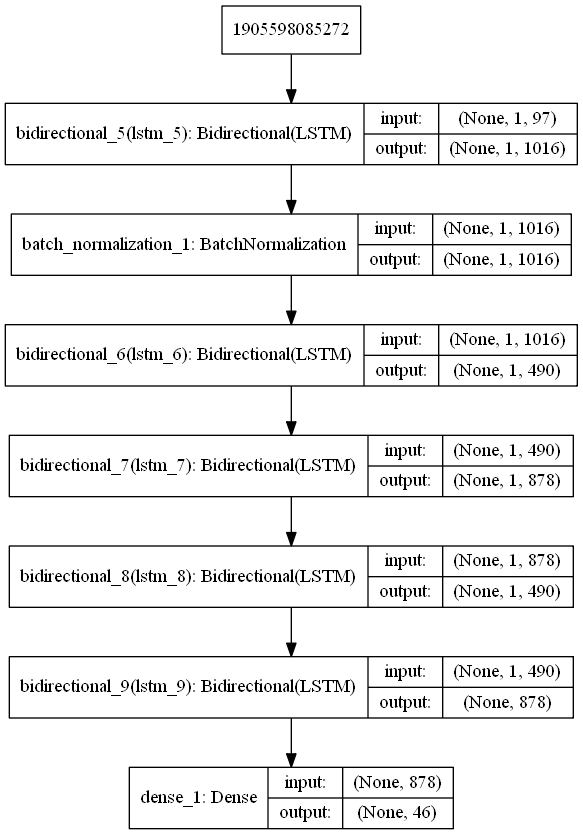 1905598085272
bidirectional_5(lstm_5): Bidirectional(LSTM)
input: (None, 1, 97)
output: (None, 1, 1016)
batch_normalization_1: BatchNormalization
input: (None, 1, 1016)
output: (None, 1, 1016)
bidirectional_6(lstm_6): Bidirectional(LSTM)
input: (None, 1, 1016)
output: (None, 1, 490)
bidirectional_7(lstm_7): Bidirectional(LSTM)
input: (None, 1, 490)
output: (None, 1, 878)
bidirectional_8(lstm_8): Bidirectional(LSTM)
input: (None, 1, 878)
output: (None, 1, 490)
bidirectional_9(lstm_9): Bidirectional(LSTM)
input: (None, 1, 490)
output: (None, 878)
dense_1: Dense
input: (None, 878)
output: (None, 46)